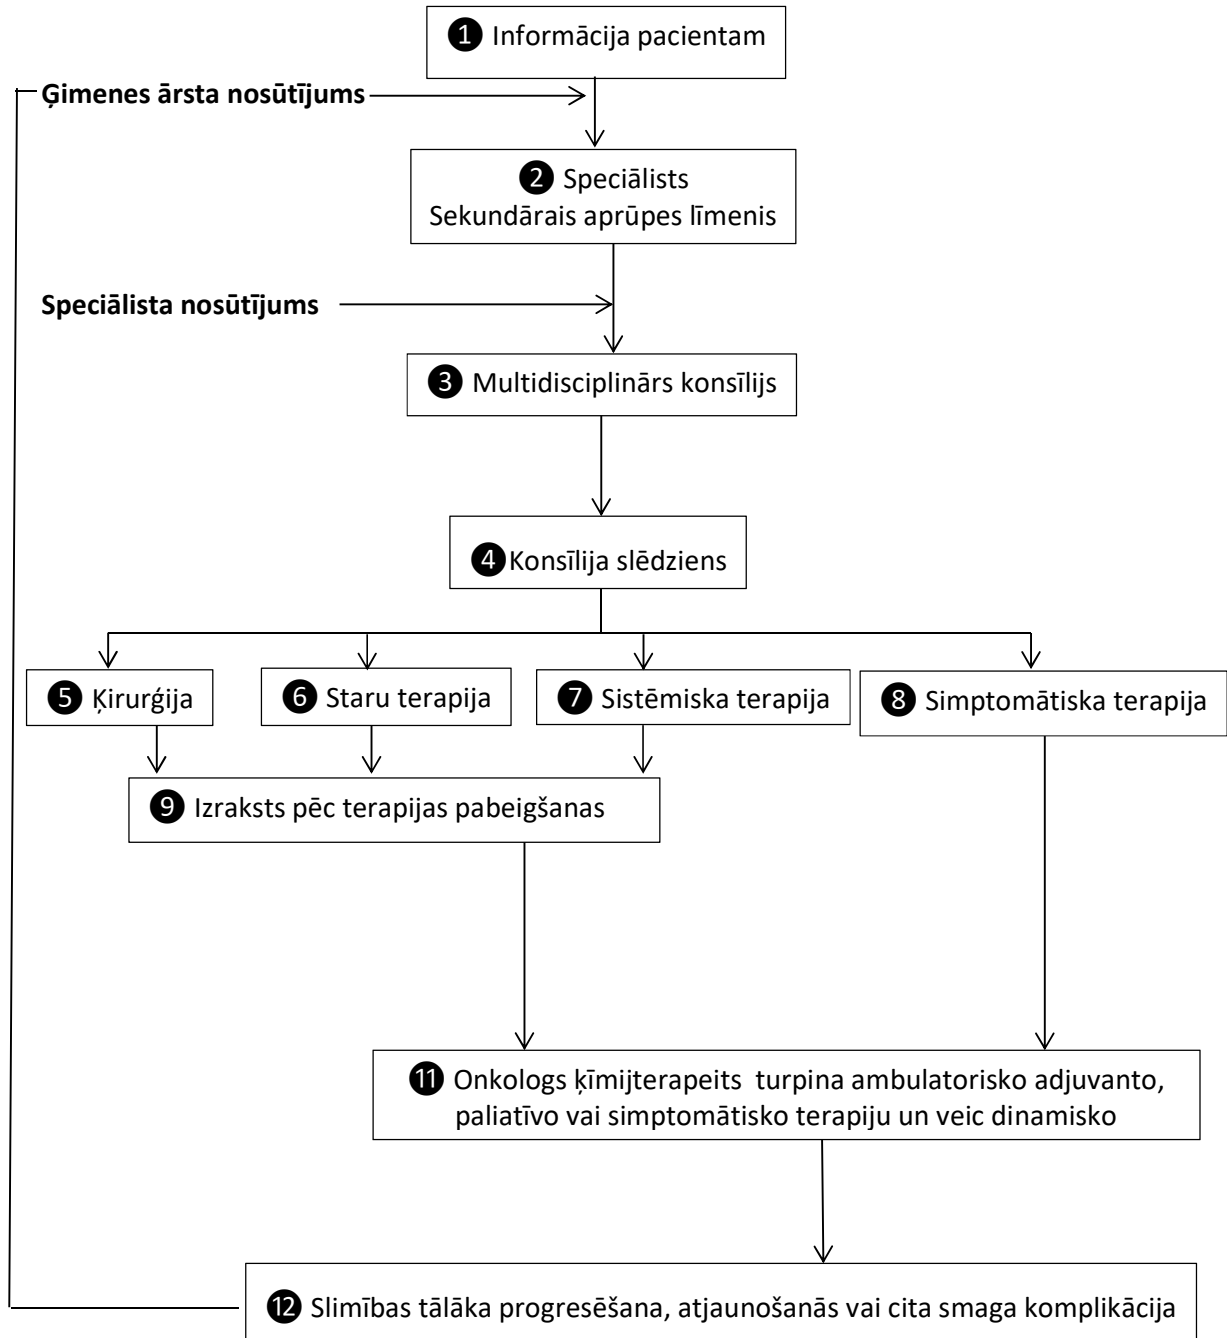 ❶ Informācija pacientam
Ģimenes ārsta nosūtījums
❷ Speciālists
Sekundārais aprūpes līmenis
Speciālista nosūtījums
❸ Multidisciplinārs konsīlijs
❹ Konsīlija slēdziens
❺ Ķirurģija
❻ Staru terapija
❼ Sistēmiska terapija
❽ Simptomātiska terapija
❾ Izraksts pēc terapijas pabeigšanas
⓫ Onkologs ķīmijterapeits turpina ambulatorisko adjuvanto,
paliatīvo vai simptomātisko terapiju un veic dinamisko
⓬ Slimības tālāka progresēšana, atjaunošanās vai cita smaga komplikācija